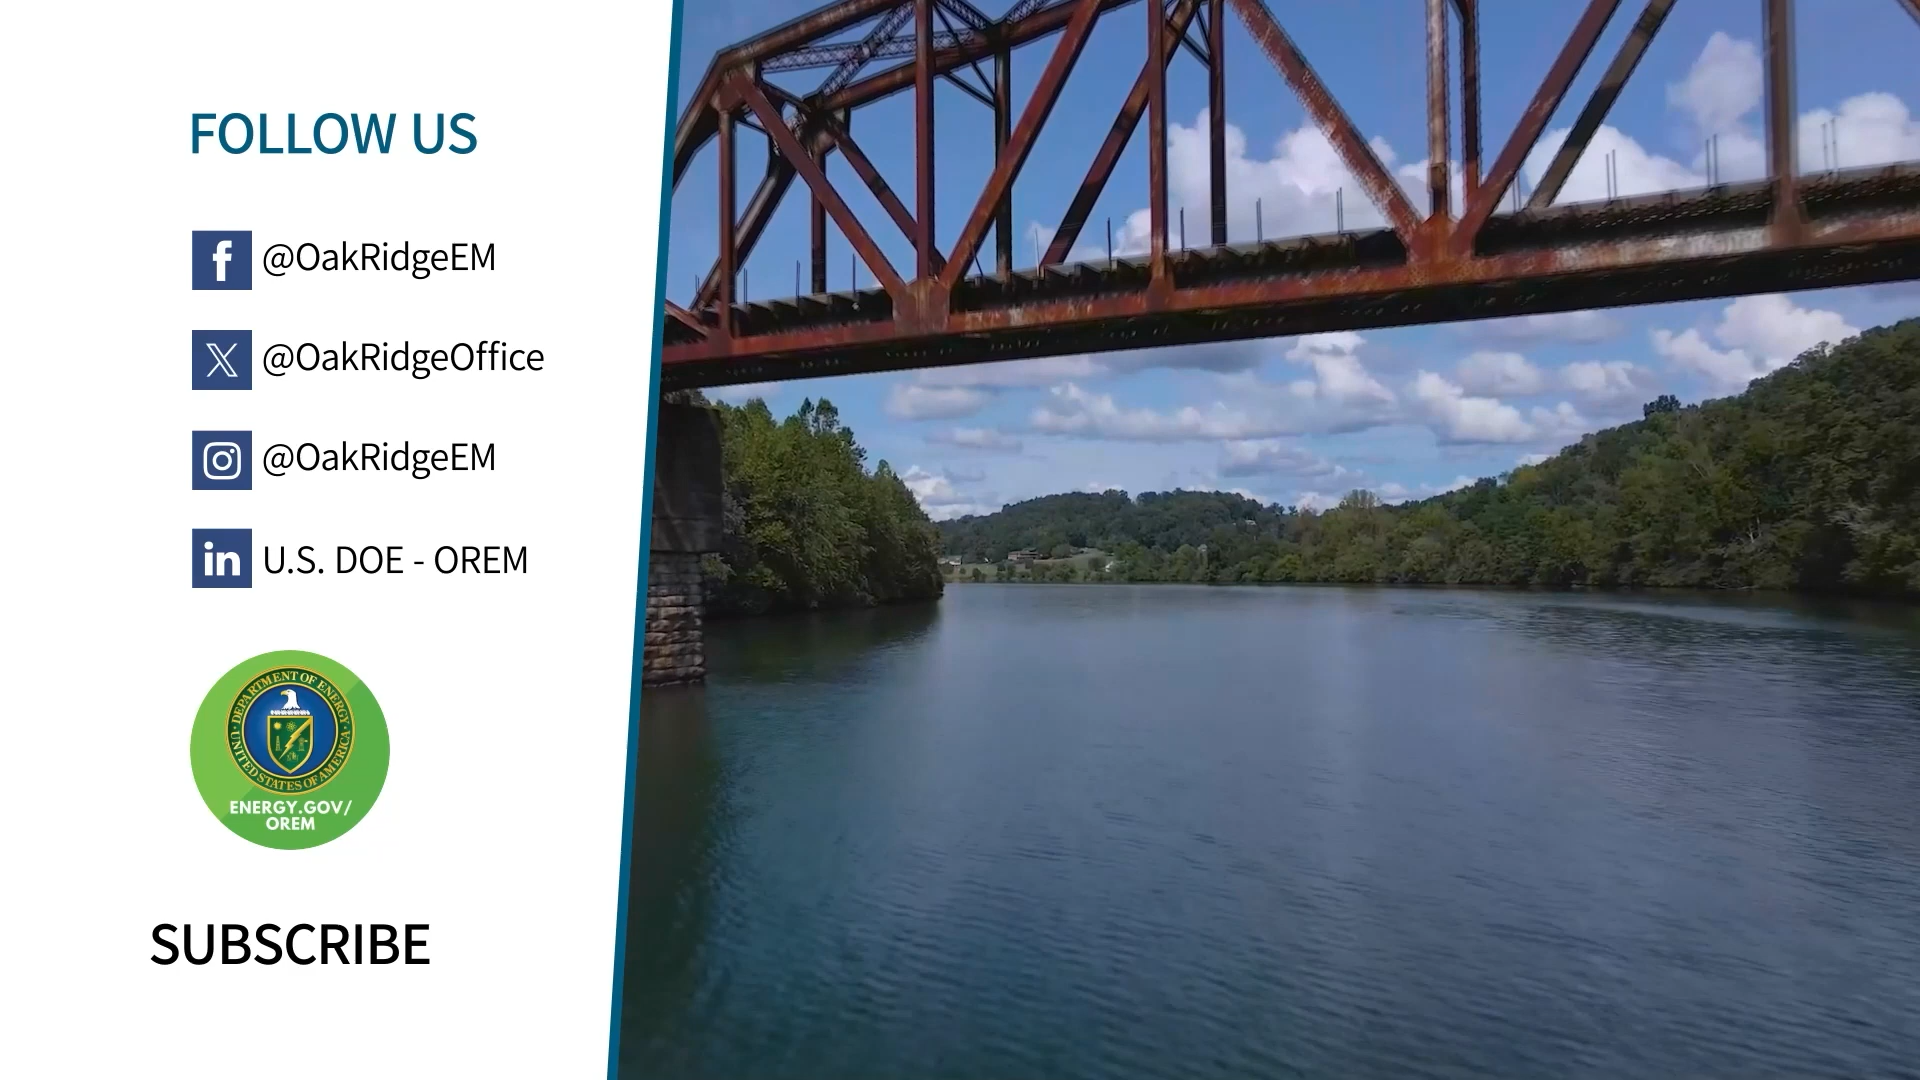 FOLLOW US
@OakRidgeEM
@OakRidgeOffice
@OakRidgeEM
U.S. DOE - OREM
DEPARTMENT OF ENERGY
UNITED STATES OF AMERICA
ENERGY.GOV/
OREM
SUBSCRIBE